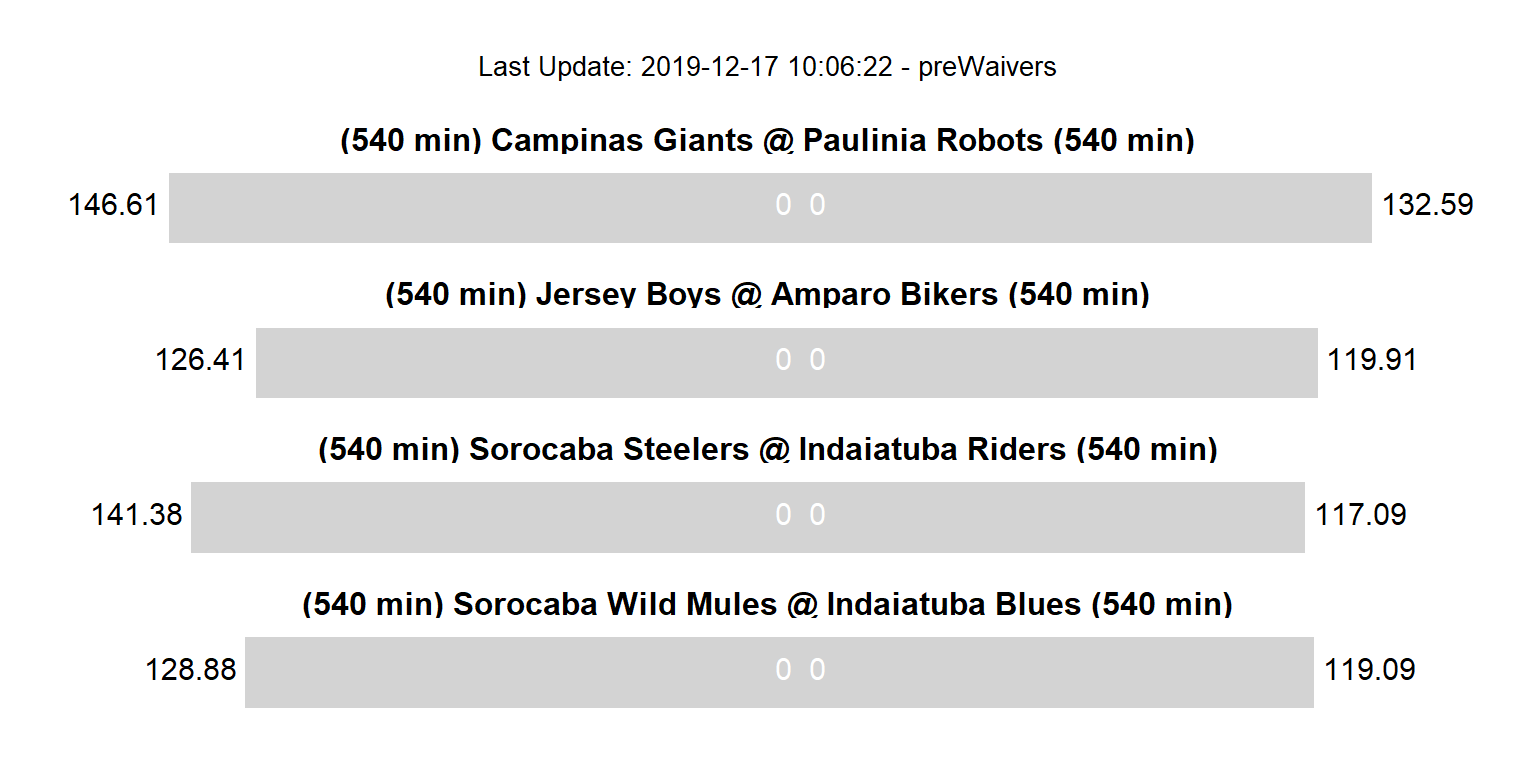 Last Update: 2019-12-17 10:06:22 - preWaivers
(540 min) Campinas Giants @ Paulinia Robots (540 min)
146.61 0 0 132.59
(540 min) Jersey Boys @ Amparo Bikers (540 min)
126.41 0 0 119.91
(540 min) Sorocaba Steelers @ Indaiatuba Riders (540 min)
141.38 0 0 117.09
(540 min) Sorocaba Wild Mules @ Indaiatuba Blues (540 min)
128.88 0 0 119.09